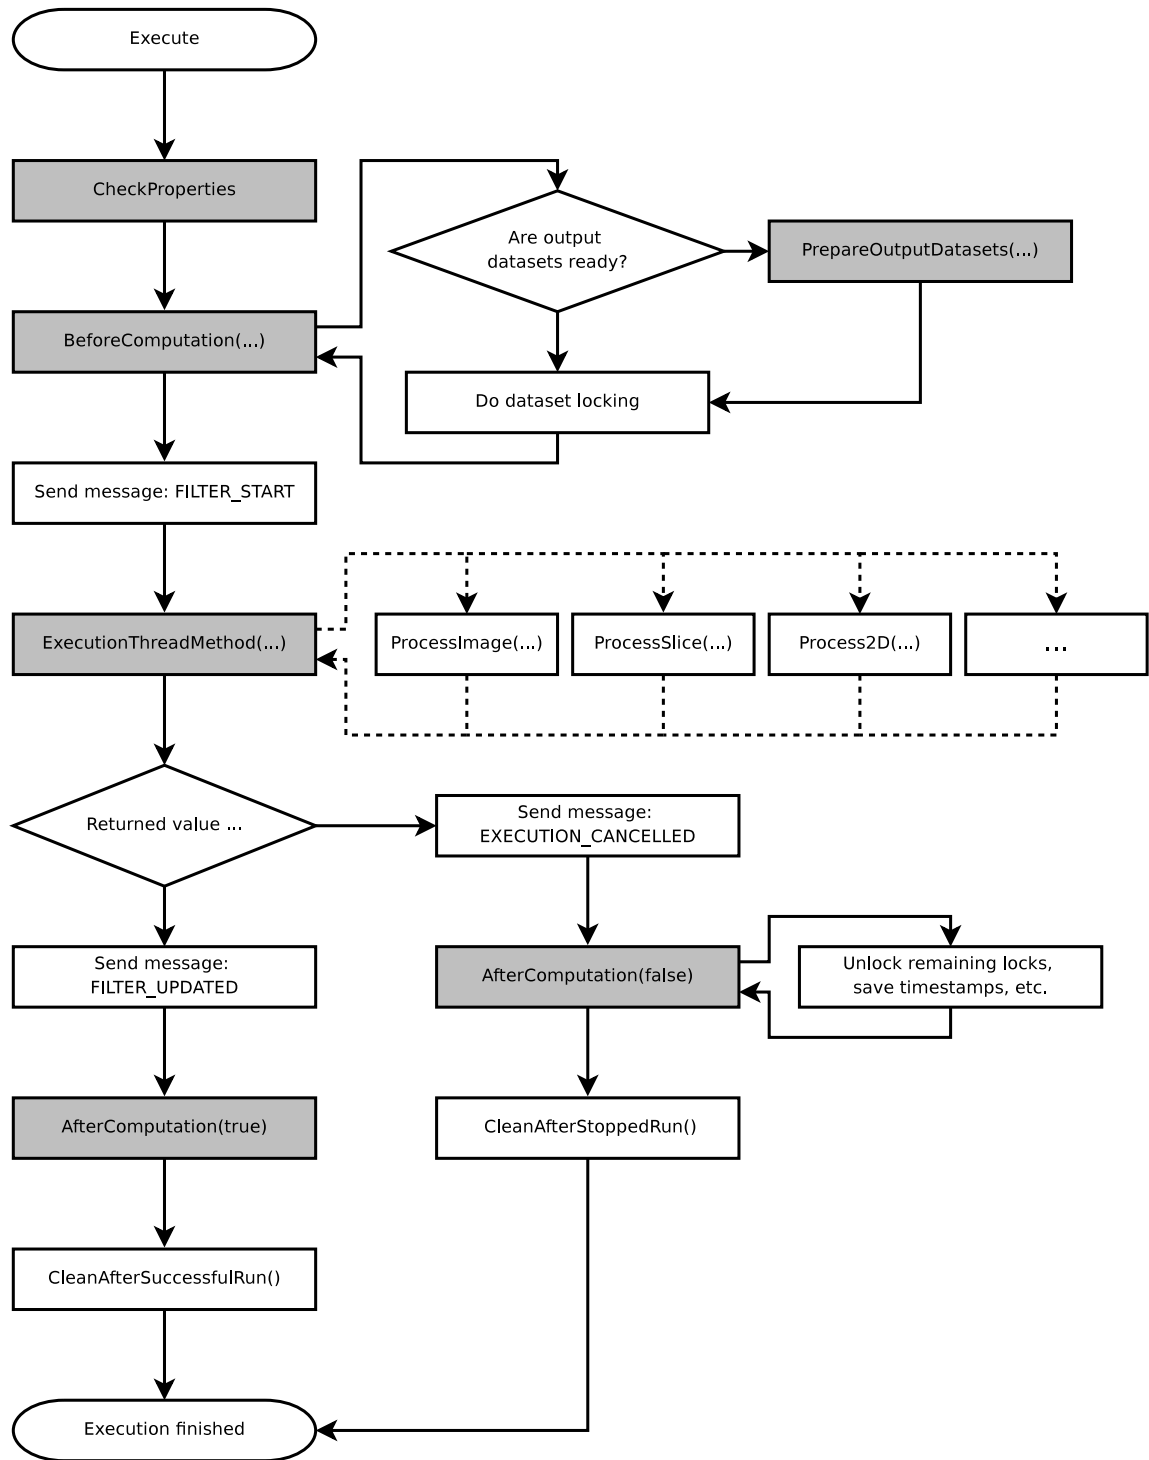 Execute
CheckProperties
Are output
datasets ready?
PrepareOutputDatasets(...)
BeforeComputation(...)
Do dataset locking
Send message: FILTER_START
ExecutionThreadMethod(...)
ProcessImage(...)
ProcessSlice(...)
Process2D(...)
...
Returned value ...
Send message:
EXECUTION_CANCELLED
Send message:
FILTER_UPDATED
AfterComputation(false)
Unlock remaining locks,
save timestamps, etc.
AfterComputation(true)
CleanAfterStoppedRun()
CleanAfterSuccessfulRun()
Execution finished